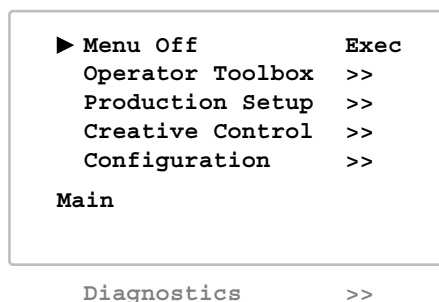 ▶ Menu Off Exec
Operator Toolbox >>
Production Setup >>
Creative Control >>
Configuration >>
Main
Diagnostics >>